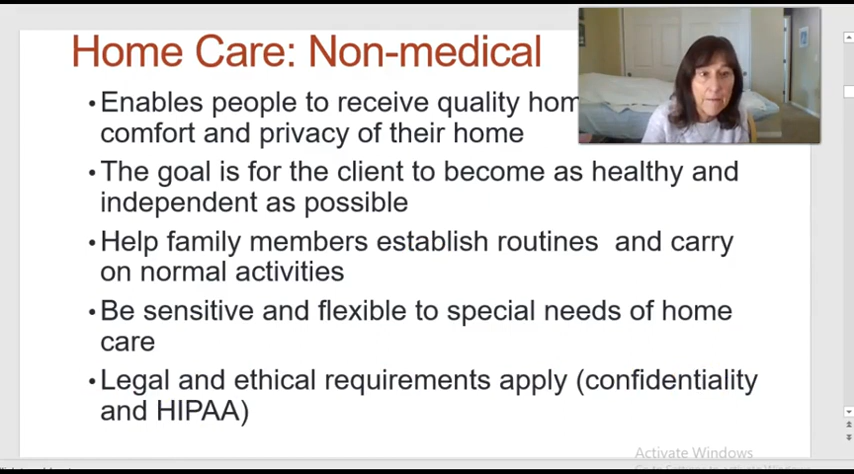 Home Care: Non-medical
•Enables people to receive quality hom
comfort and privacy of their home
•The goal is for the client to become as healthy and
independent as possible
•Help family members establish routines and carry
on normal activities
•Be sensitive and flexible to special needs of home
care
•Legal and ethical requirements apply (confidentiality
and HIPAA)
Activate Windows